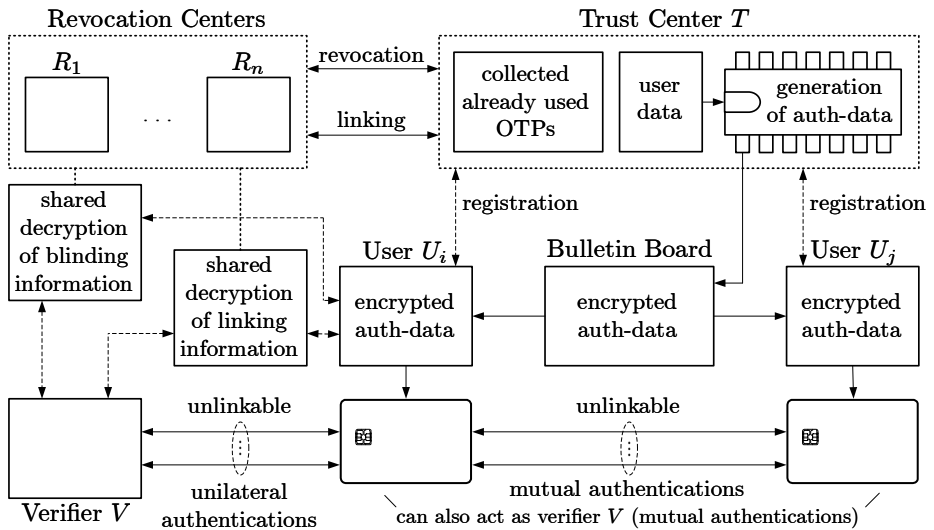 Revocation Centers
Trust Center T
R1
Rn
. . .
revocation
linking
collected
already used
OTPs
user
data
generation
of auth-data
shared
decryption
of blinding
information
registration
registration
shared
decryption
of linking
information
User Ui
encrypted
auth-data
Bulletin Board
encrypted
auth-data
User Uj
encrypted
auth-data
unlinkable
unlinkable
unilateral
authentications
mutual authentications
Verifier V
can also act as verifier V (mutual authentications)